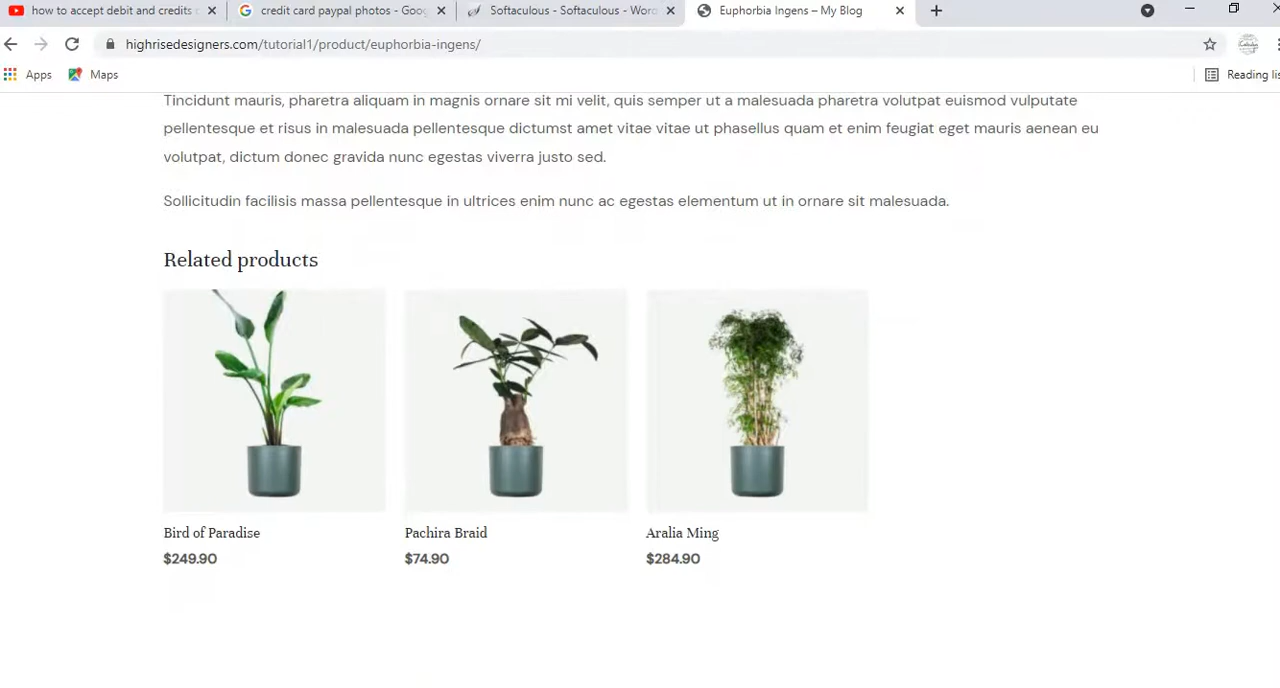 how to accept debit and credits
credit card paypal photos - Goog
Softaculous - Softaculous - Word
Euphorbia Ingens – My Blog
highrisedesigners.com/tutorial1/product/euphorbia-ingens/
Apps
Maps
Reading lis
Tincidunt mauris, pharetra aliquam in magnis ornare sit mi velit, quis semper ut a malesuada pharetra volutpat euismod vulputate
pellentesque et risus in malesuada pellentesque dictumst amet vitae vitae ut phasellus quam et enim feugiat eget mauris aenean eu
volutpat, dictum donec gravida nunc egestas viverra justo sed.
Sollicitudin facilisis massa pellentesque in ultrices enim nunc ac egestas elementum ut in ornare sit malesuada.
Related products
Bird of Paradise
Pachira Braid
Aralia Ming
$249.90
$74.90
$284.90